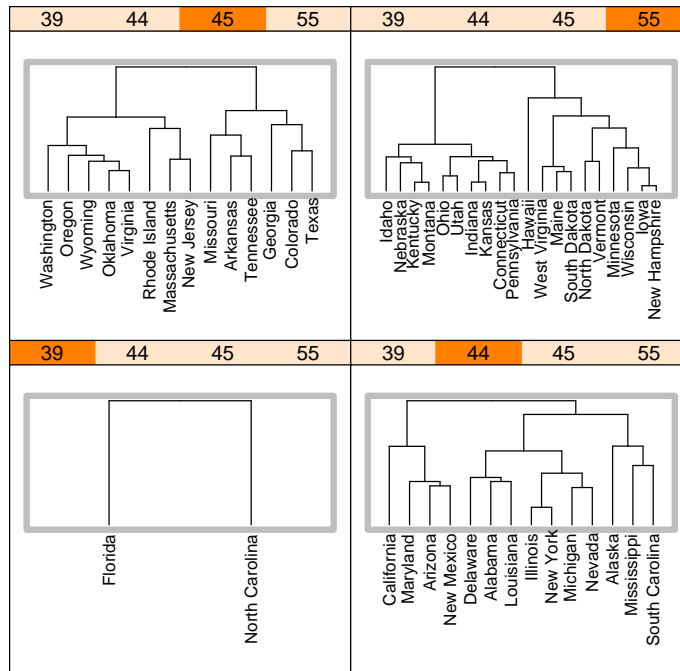 39 44 45 55
Washington
Oregon
Wyoming
Oklahoma
Virginia
Rhode Island
Massachusetts
New Jersey
Missouri
Arkansas
Tennessee
Georgia
Colorado
Texas
39 44 45 55
Idaho
Nebraska
Kentucky
Montana
Ohio
Utah
Indiana
Kansas
Connecticut
Pennsylvania
Hawaii
West Virginia
Maine
South Dakota
North Dakota
Vermont
Minnesota
Wisconsin
Iowa
New Hampshire
39 44 45 55
Florida
North Carolina
39 44 45 55
California
Maryland
Arizona
New Mexico
Delaware
Alabama
Louisiana
Illinois
New York
Michigan
Nevada
Alaska
Mississippi
South Carolina